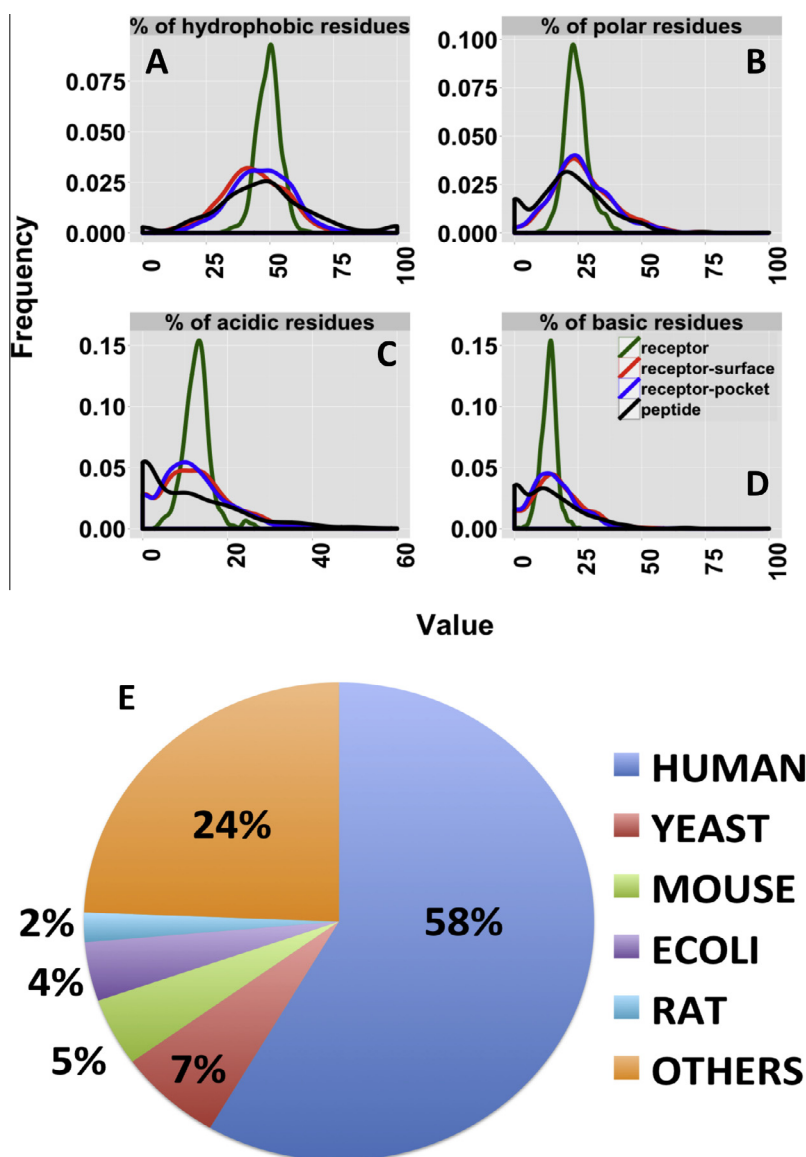 % of hydrophobic residues
% of polar residues
A
B
0.075
0.050
0.025
0.000
0.100
0.075
0.050
0.025
0.000
0 25 50 75 100
0 25 50 75 100
Frequency
% of acidic residues
% of basic residues
C
D
receptor
receptor-surface
receptor-pocket
peptide
0.15
0.10
0.05
0.00
0.15
0.10
0.05
0.00
0 20 40 60
0 25 50 75 100
Value
E
24%
58%
2%
4%
5%
7%
HUMAN
YEAST
MOUSE
ECOLI
RAT
OTHERS